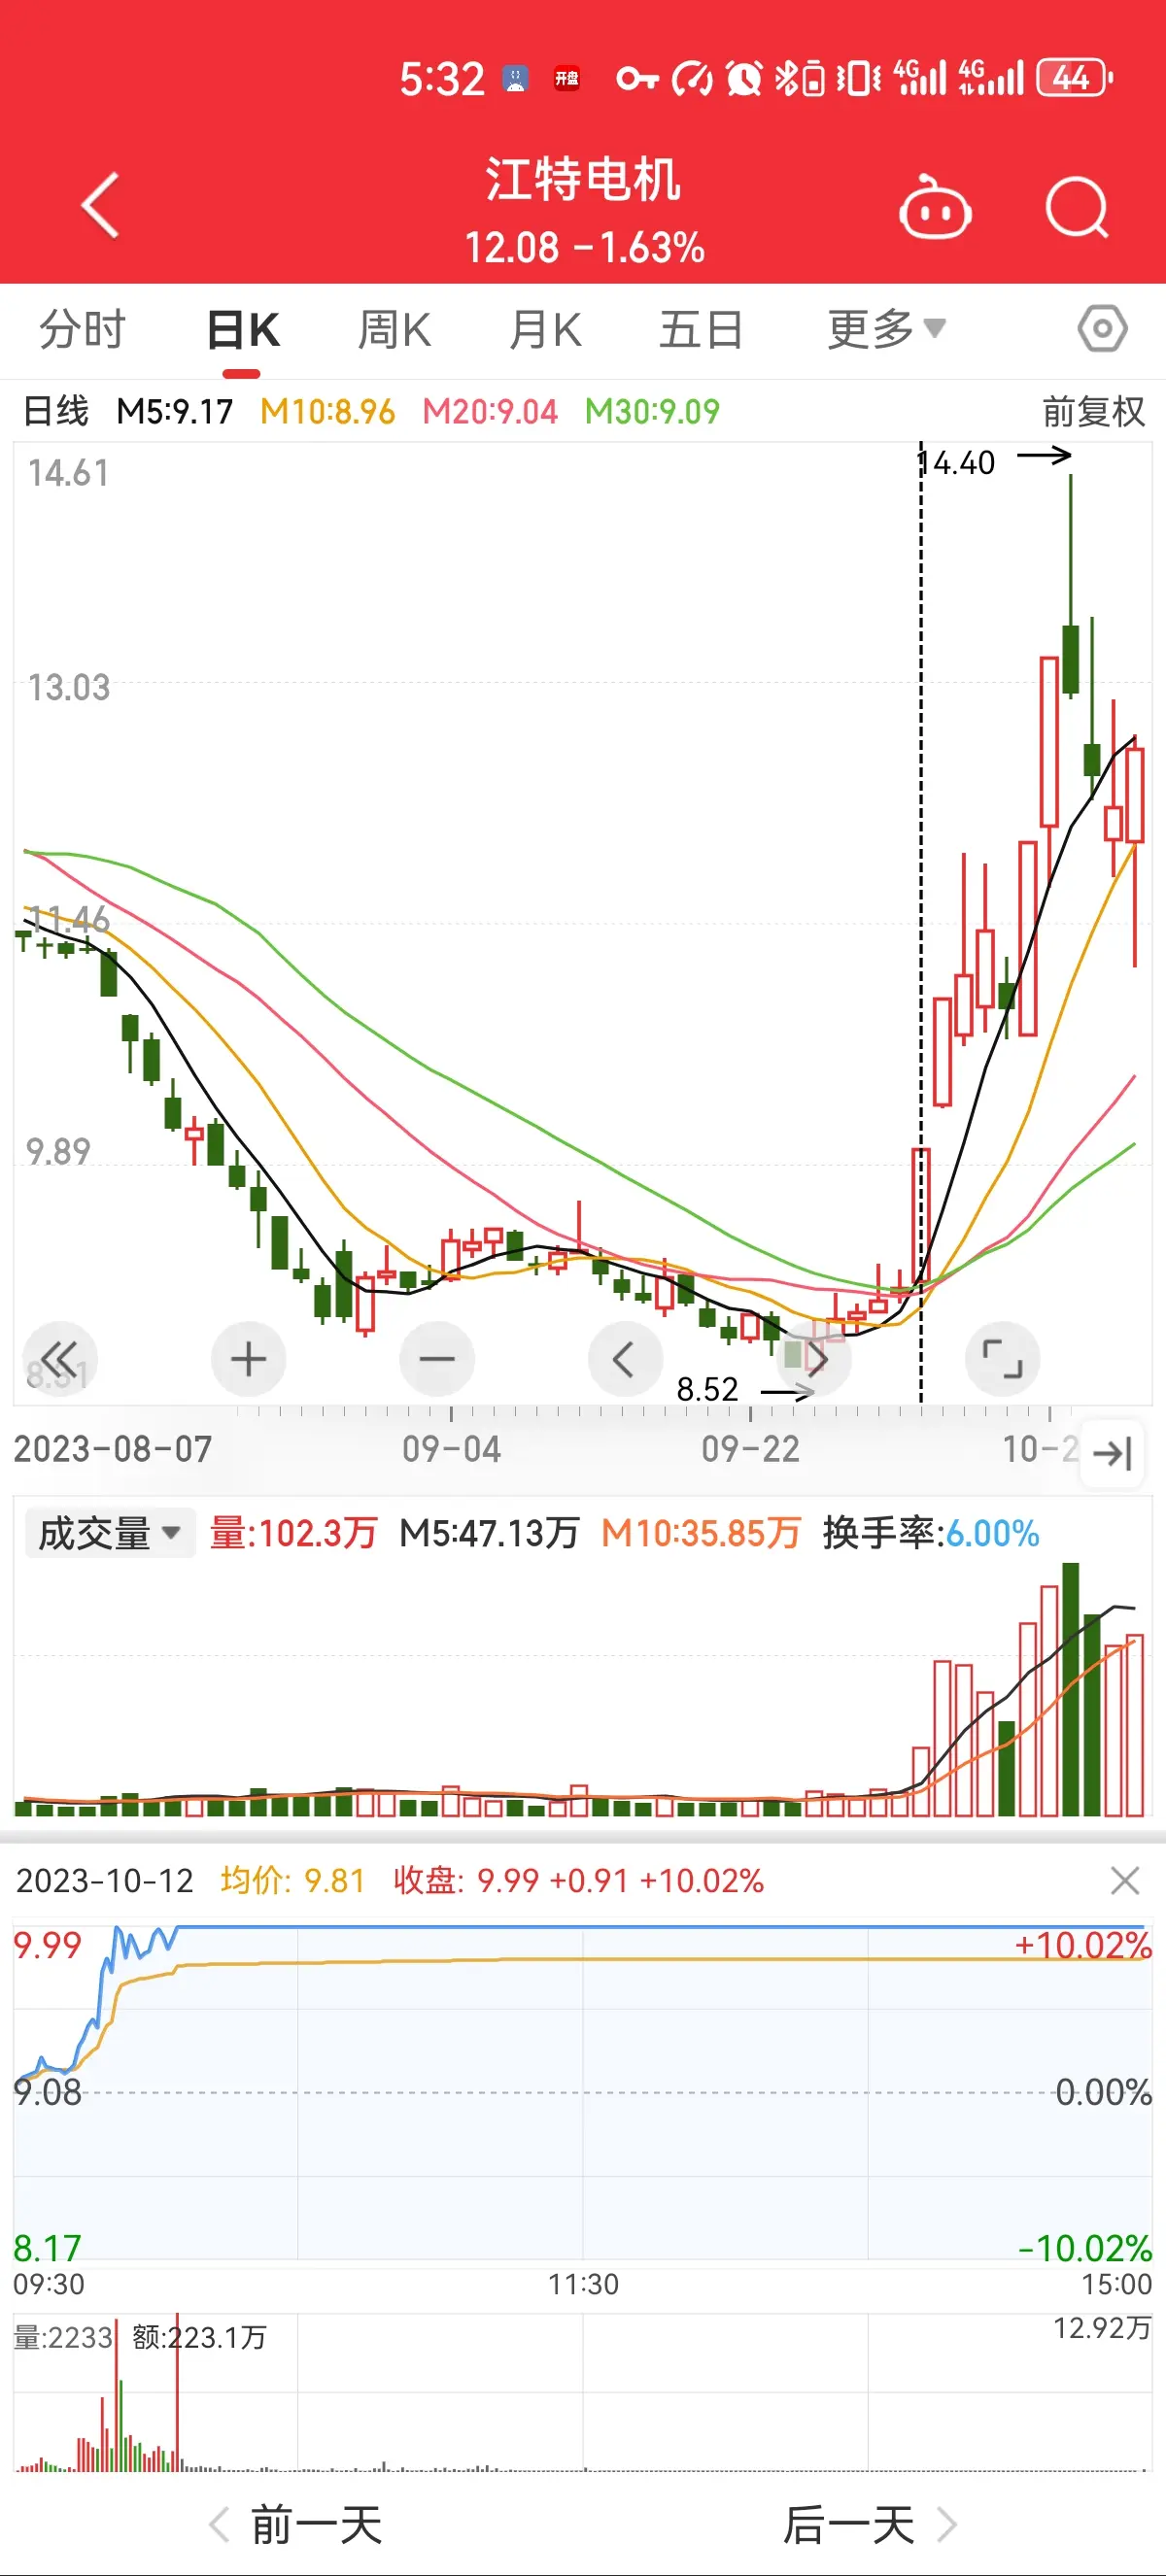 5:32 开盘 4G 4G 44
江特电机
12.08 -1.63%
分时 日K 周K 月K 五日 更多
日线 M5:9.17 M10:8.96 M20:9.04 M30:9.09 前复权
14.61
14.40
13.03
11.46
9.89
8.31
8.52
2023-08-07 09-04 09-22 10-2
成交量 量:102.3万 M5:47.13万 M10:35.85万 换手率:6.00%
2023-10-12 均价: 9.81 收盘: 9.99 +0.91 +10.02%
9.99 +10.02%
9.08 0.00%
8.17 -10.02%
09:30 11:30 15:00
量:2233 额:223.1万 12.92万
前一天 后一天